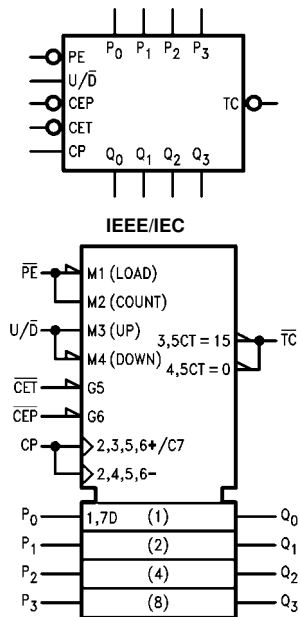 P₀ P₁ P₂ P₃
PE
U/D̅
CEP
TC
CET
CP
Q₀ Q₁ Q₂ Q₃
IEEE/IEC
P̅E̅ M1 (LOAD)
M2 (COUNT)
U/D̅ M3 (UP) 3,5CT = 15 T̅C̅
M4 (DOWN) 4,5CT = 0
C̅E̅T̅ G5
C̅E̅P̅ G6
CP 2,3,5,6+/C7
2,4,5,6−
P₀ 1,7D (1) Q₀
P₁ (2) Q₁
P₂ (4) Q₂
P₃ (8) Q₃